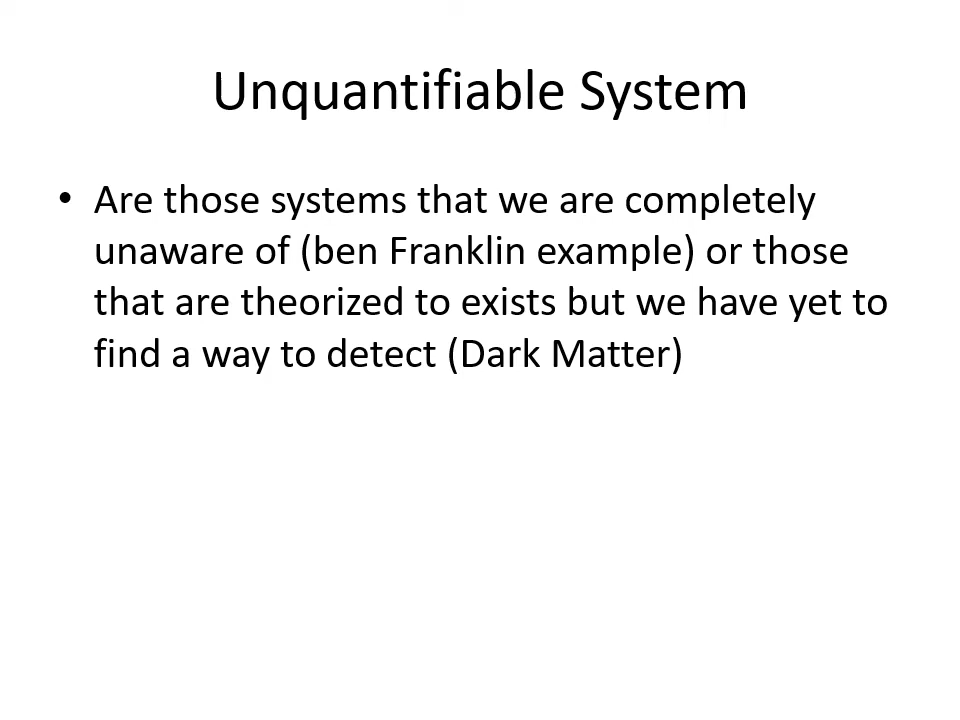 Unquantifiable System
• Are those systems that we are completely
unaware of (ben Franklin example) or those
that are theorized to exists but we have yet to
find a way to detect (Dark Matter)